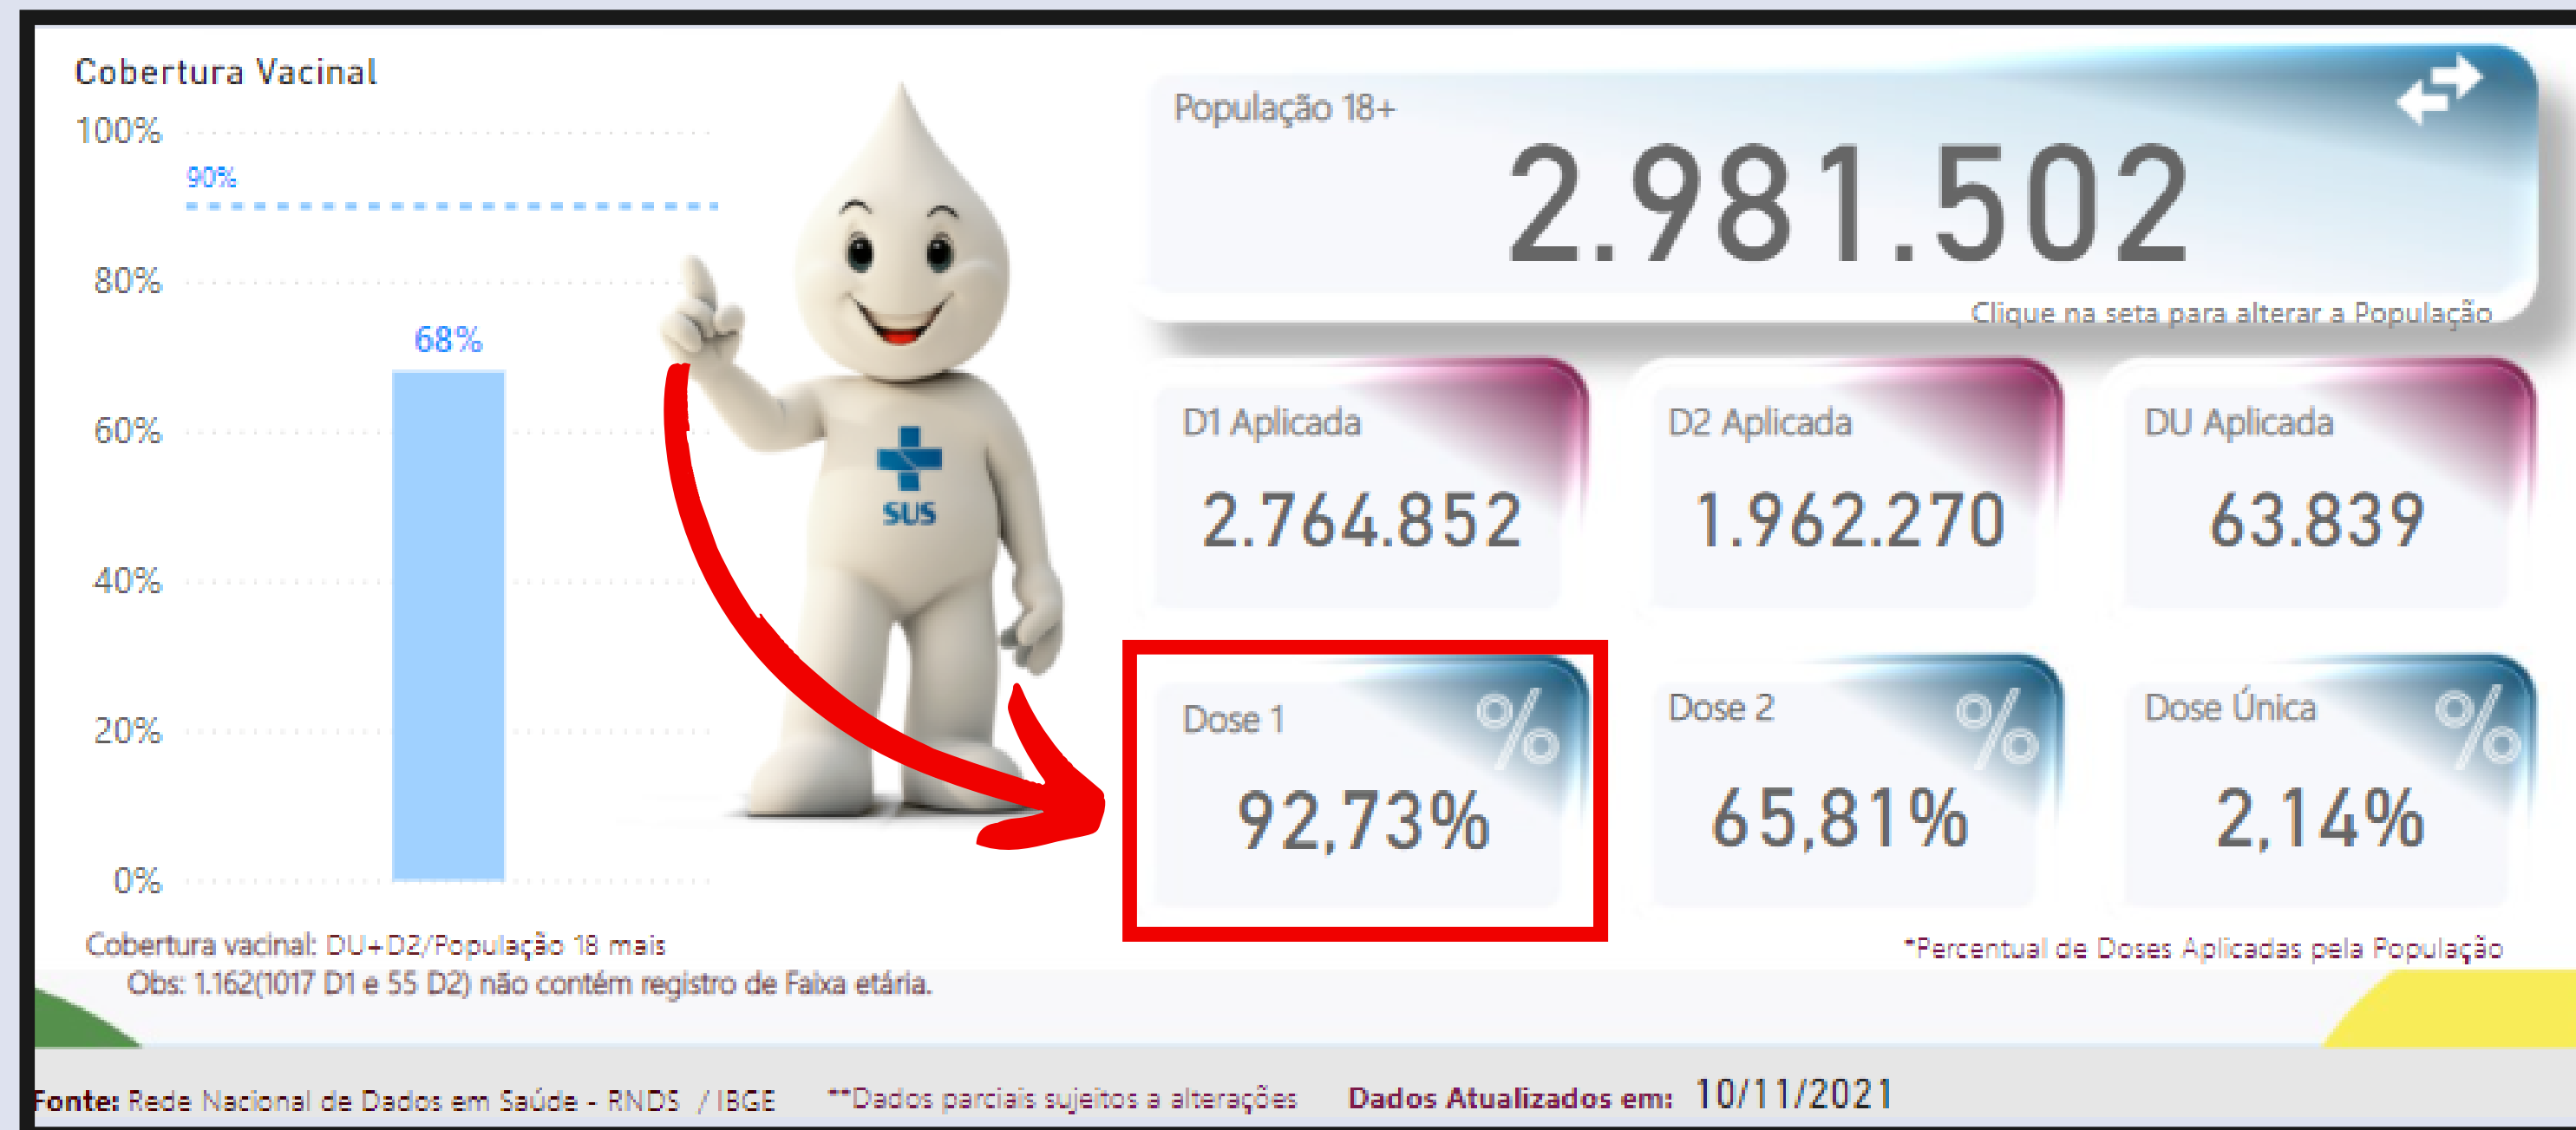 Cobertura Vacinal
100%
90%
80%
68%
60%
40%
20%
0%
Cobertura vacinal: DU+D2/População 18 mais
Obs: 1.162(1017 D1 e 55 D2) não contém registro de Faixa etária.
SUS
População 18+
2.981.502
Clique na seta para alterar a População
D1 Aplicada
2.764.852
D2 Aplicada
1.962.270
DU Aplicada
63.839
Dose 1 %
92,73%
Dose 2 %
65,81%
Dose Única %
2,14%
*Percentual de Doses Aplicadas pela População
Fonte: Rede Nacional de Dados em Saúde - RNDS / IBGE **Dados parciais sujeitos a alterações Dados Atualizados em: 10/11/2021